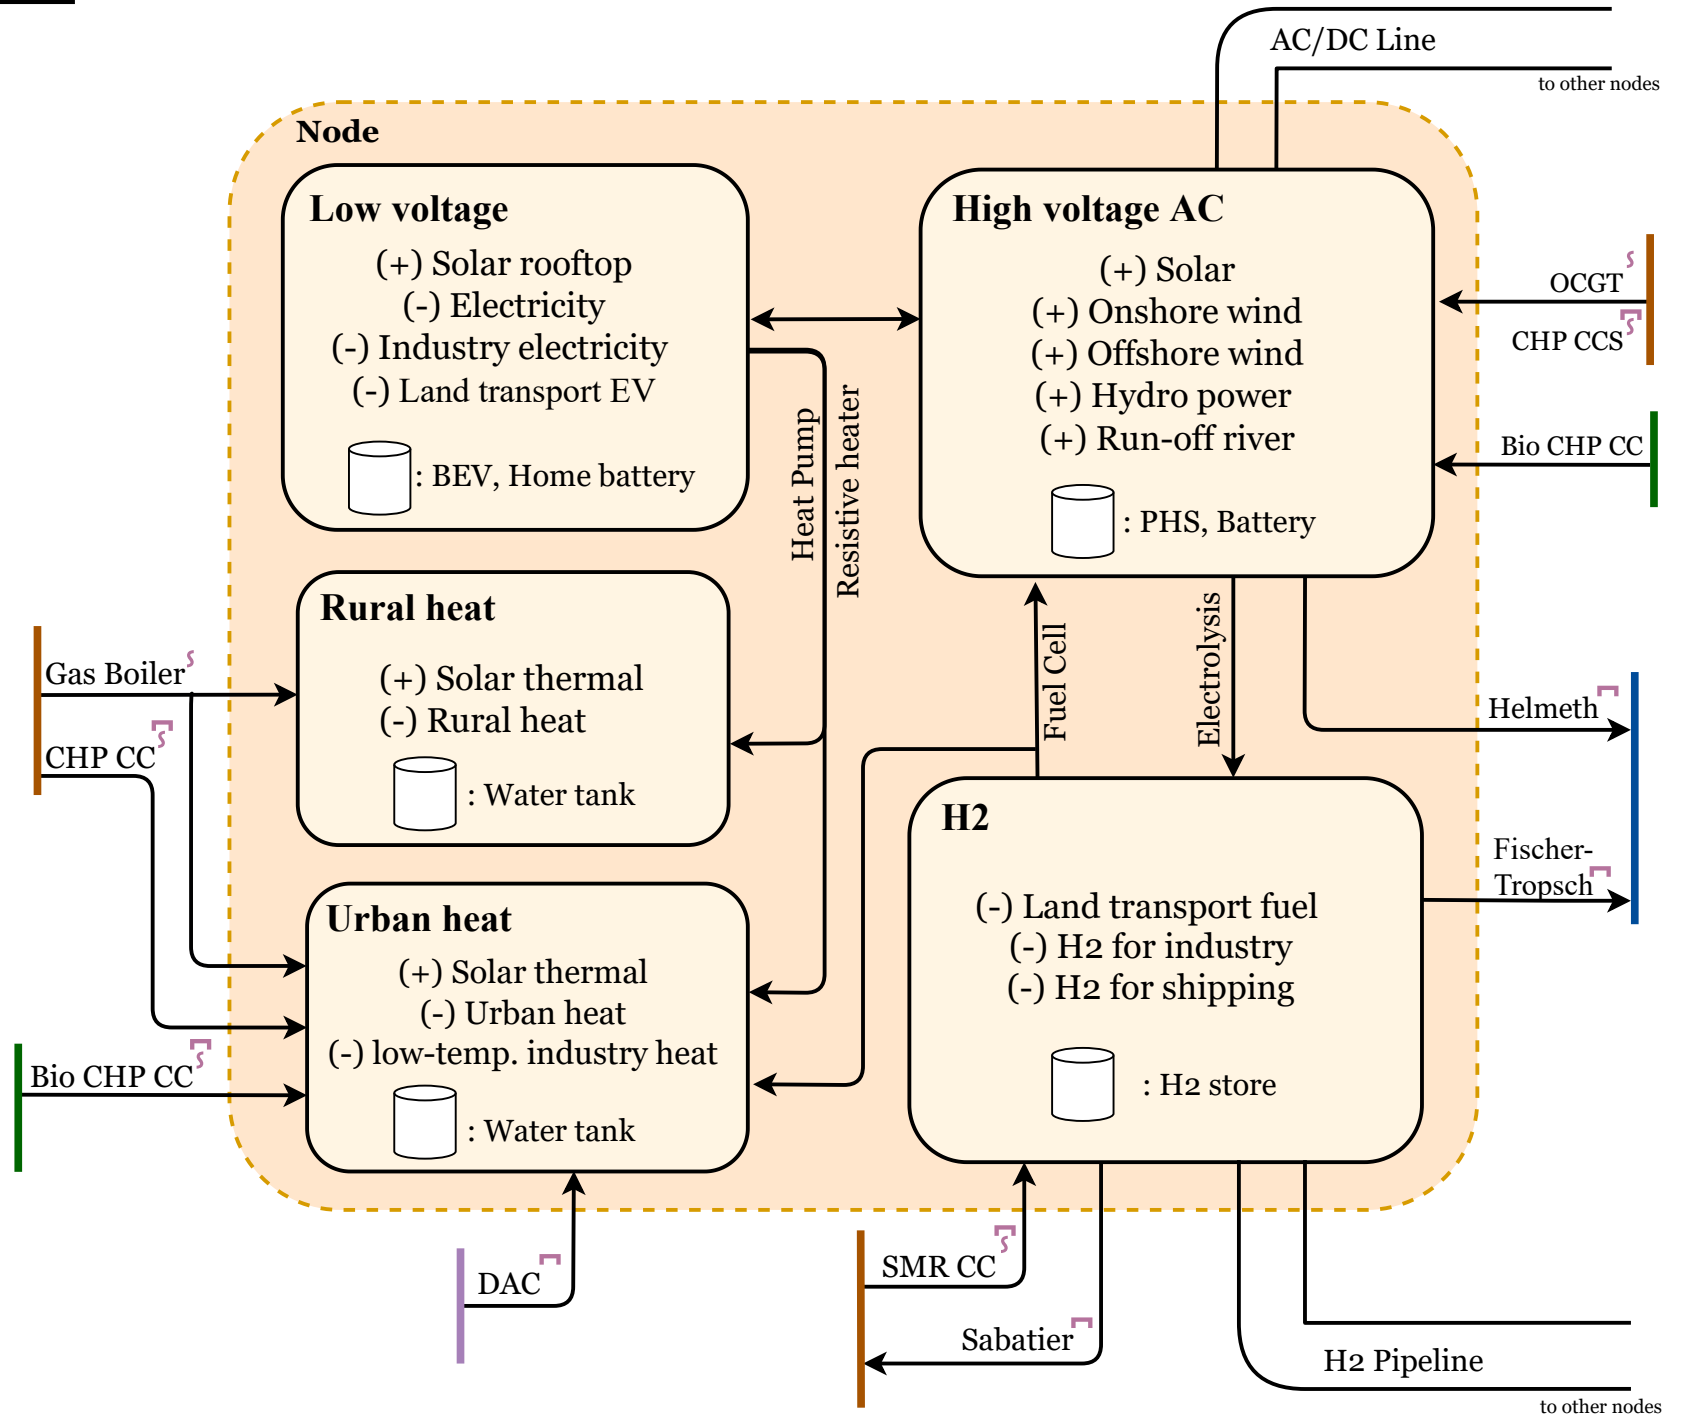 AC/DC Line
to other nodes
Node
Low voltage
(+) Solar rooftop
(-) Electricity
(-) Industry electricity
(-) Land transport EV
: BEV, Home battery
High voltage AC
(+) Solar
(+) Onshore wind
(+) Offshore wind
(+) Hydro power
(+) Run-off river
: PHS, Battery
OCGT
CHP CCS
Bio CHP CC
Heat Pump
Resistive heater
Rural heat
(+) Solar thermal
(-) Rural heat
: Water tank
Gas Boiler
CHP CC
Fuel Cell
Electrolysis
Helmeth
Fischer-
Tropsch
H2
(-) Land transport fuel
(-) H2 for industry
(-) H2 for shipping
: H2 store
Urban heat
(+) Solar thermal
(-) Urban heat
(-) low-temp. industry heat
: Water tank
Bio CHP CC
DAC
SMR CC
Sabatier
H2 Pipeline
to other nodes